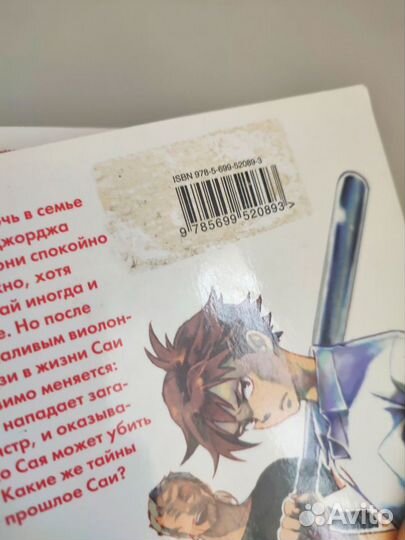 ISBN 978-5-699-52089-3
9 785699 520893 >
чь в семье
жорджа
они спокойно
жно, хотя
ай иногда и
е. Но после
аливым виолон-
зи в жизни Саи
имо меняется:
нападает зага-
истр, и оказыва-
о Сая может убить
Какие же тайны
прошлое Саи?
Avito